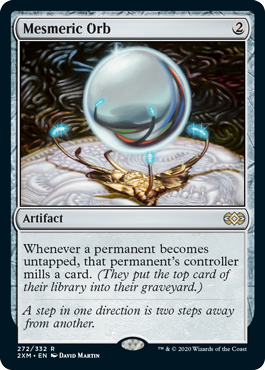 Mesmeric Orb 2
Artifact
Whenever a permanent becomes
untapped, that permanent's controller
mills a card. (They put the top card of
their library into their graveyard.)
A step in one direction is two steps away
from another.
272/332 R
2XM • EN DAVID MARTIN
™ & © 2020 Wizards of the Coast